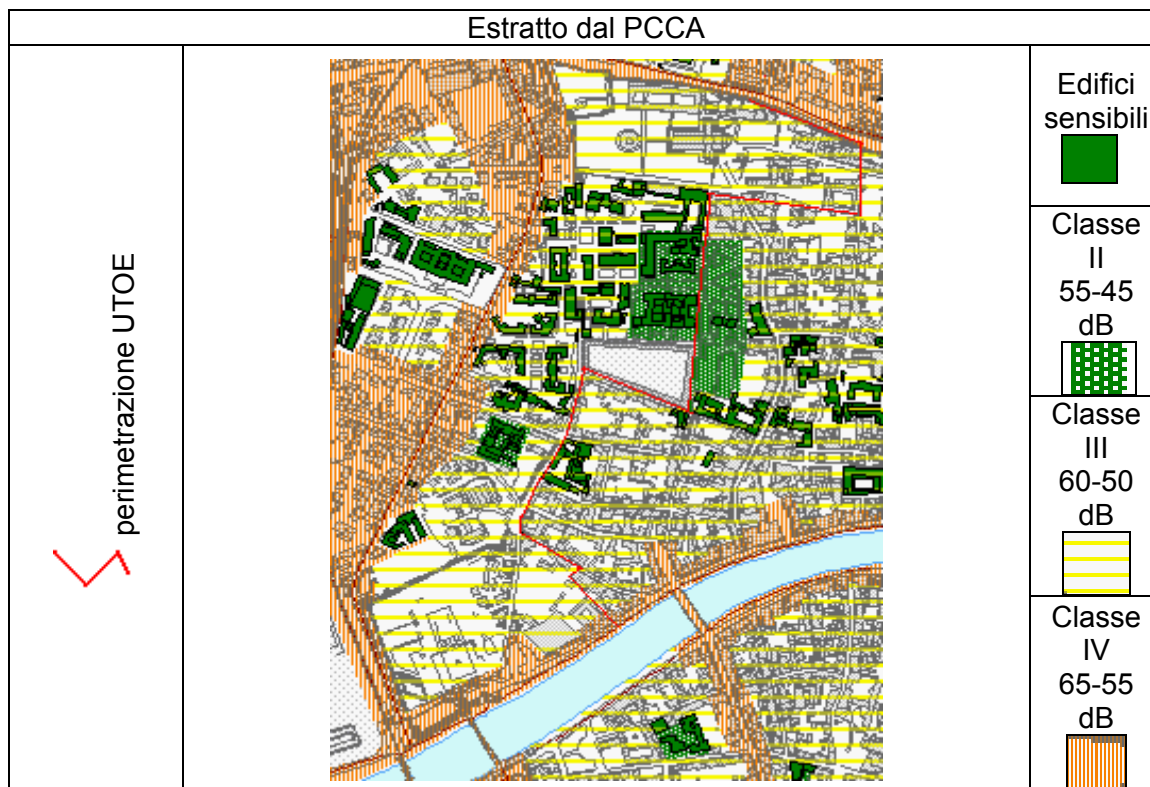 Estratto dal PCCA
perimetrazione UTOE
Edifici
sensibili
Classe
II
55-45
dB
Classe
III
60-50
dB
Classe
IV
65-55
dB